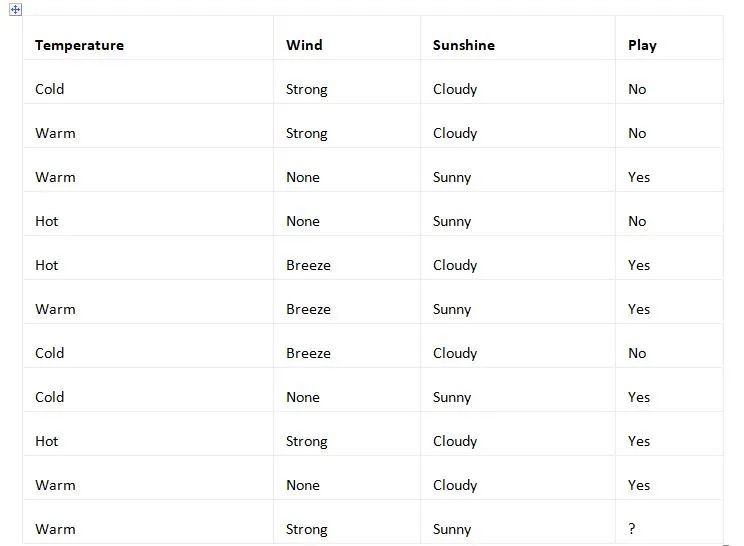 Temperature Wind Sunshine Play
Cold Strong Cloudy No
Warm Strong Cloudy No
Warm None Sunny Yes
Hot None Sunny No
Hot Breeze Cloudy Yes
Warm Breeze Sunny Yes
Cold Breeze Cloudy No
Cold None Sunny Yes
Hot Strong Cloudy Yes
Warm None Cloudy Yes
Warm Strong Sunny ?